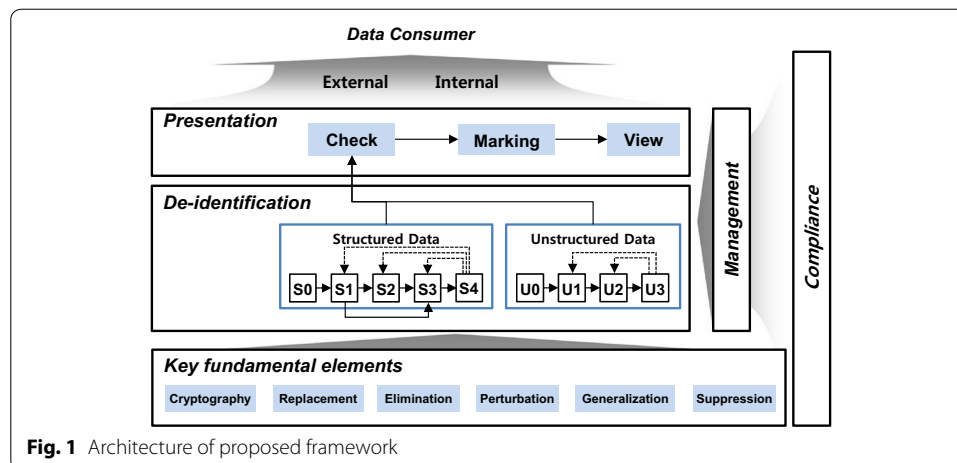 Data Consumer
External Internal
Presentation
Check Marking View
De-identification
Structured Data Unstructured Data
S0 S1 S2 S3 S4 U0 U1 U2 U3
Management
Compliance
Key fundamental elements
Cryptography Replacement Elimination Perturbation Generalization Suppression
Fig. 1 Architecture of proposed framework